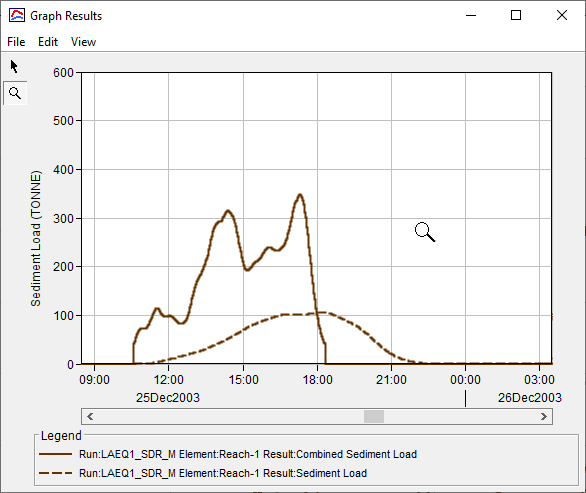 Graph Results
File Edit View
Sediment Load (TONNE)
600
500
400
300
200
100
0
09:00 12:00 15:00 18:00 21:00 00:00 03:00
25Dec2003 26Dec2003
Legend
Run:LAEQ1_SDR_M Element:Reach-1 Result:Combined Sediment Load
Run:LAEQ1_SDR_M Element:Reach-1 Result:Sediment Load